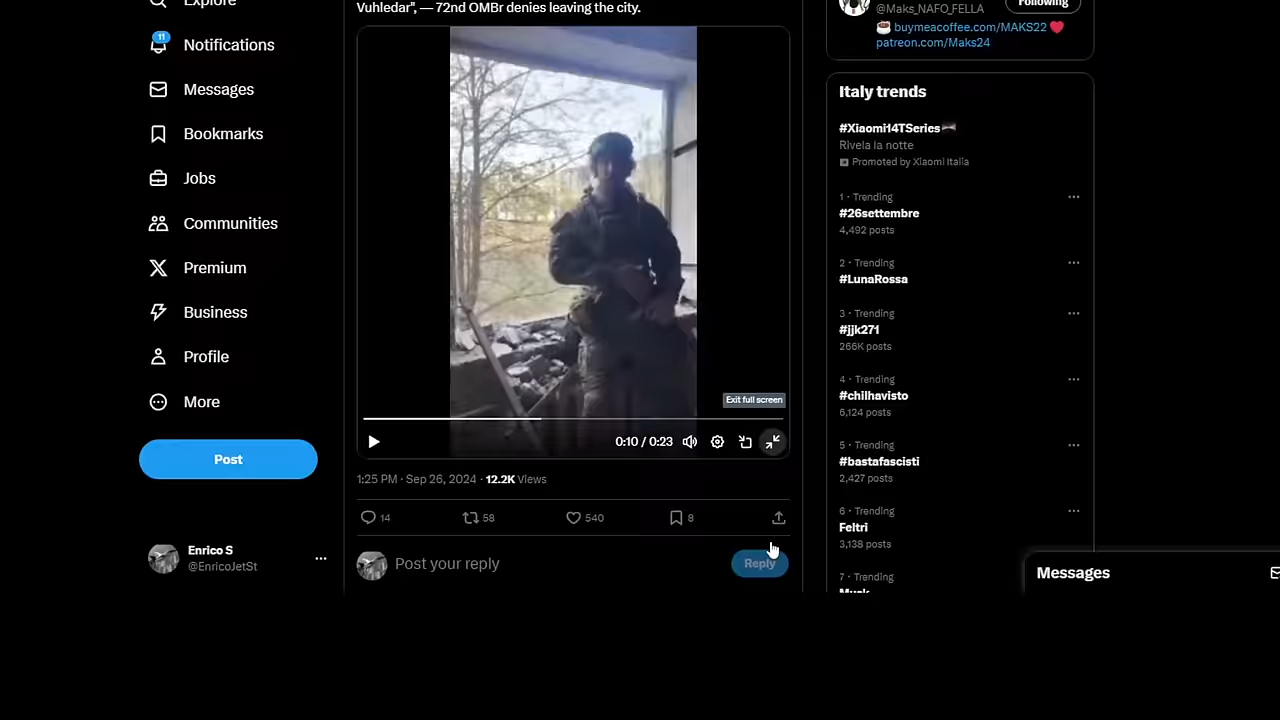 Explore
11
Notifications
Messages
Bookmarks
Jobs
Communities
Premium
Business
Profile
More
Post
Enrico S
@EnricoJetSt
Vuhledar", — 72nd OMBr denies leaving the city.
Exit full screen
0:10 / 0:23
1:25 PM · Sep 26, 2024 · 12.2K Views
14
58
540
8
Post your reply
Reply
@Maks_NAFO_FELLA
Following
buymeacoffee.com/MAKS22
patreon.com/Maks24
Italy trends
#Xiaomi14TSeries
Rivela la notte
Promoted by Xiaomi Italia
1 · Trending
#26settembre
4,492 posts
2 · Trending
#LunaRossa
3 · Trending
#jjk271
266K posts
4 · Trending
#chilhavisto
6,124 posts
5 · Trending
#bastafascisti
2,427 posts
6 · Trending
Feltri
3,138 posts
7 · Trending
Musk
Messages